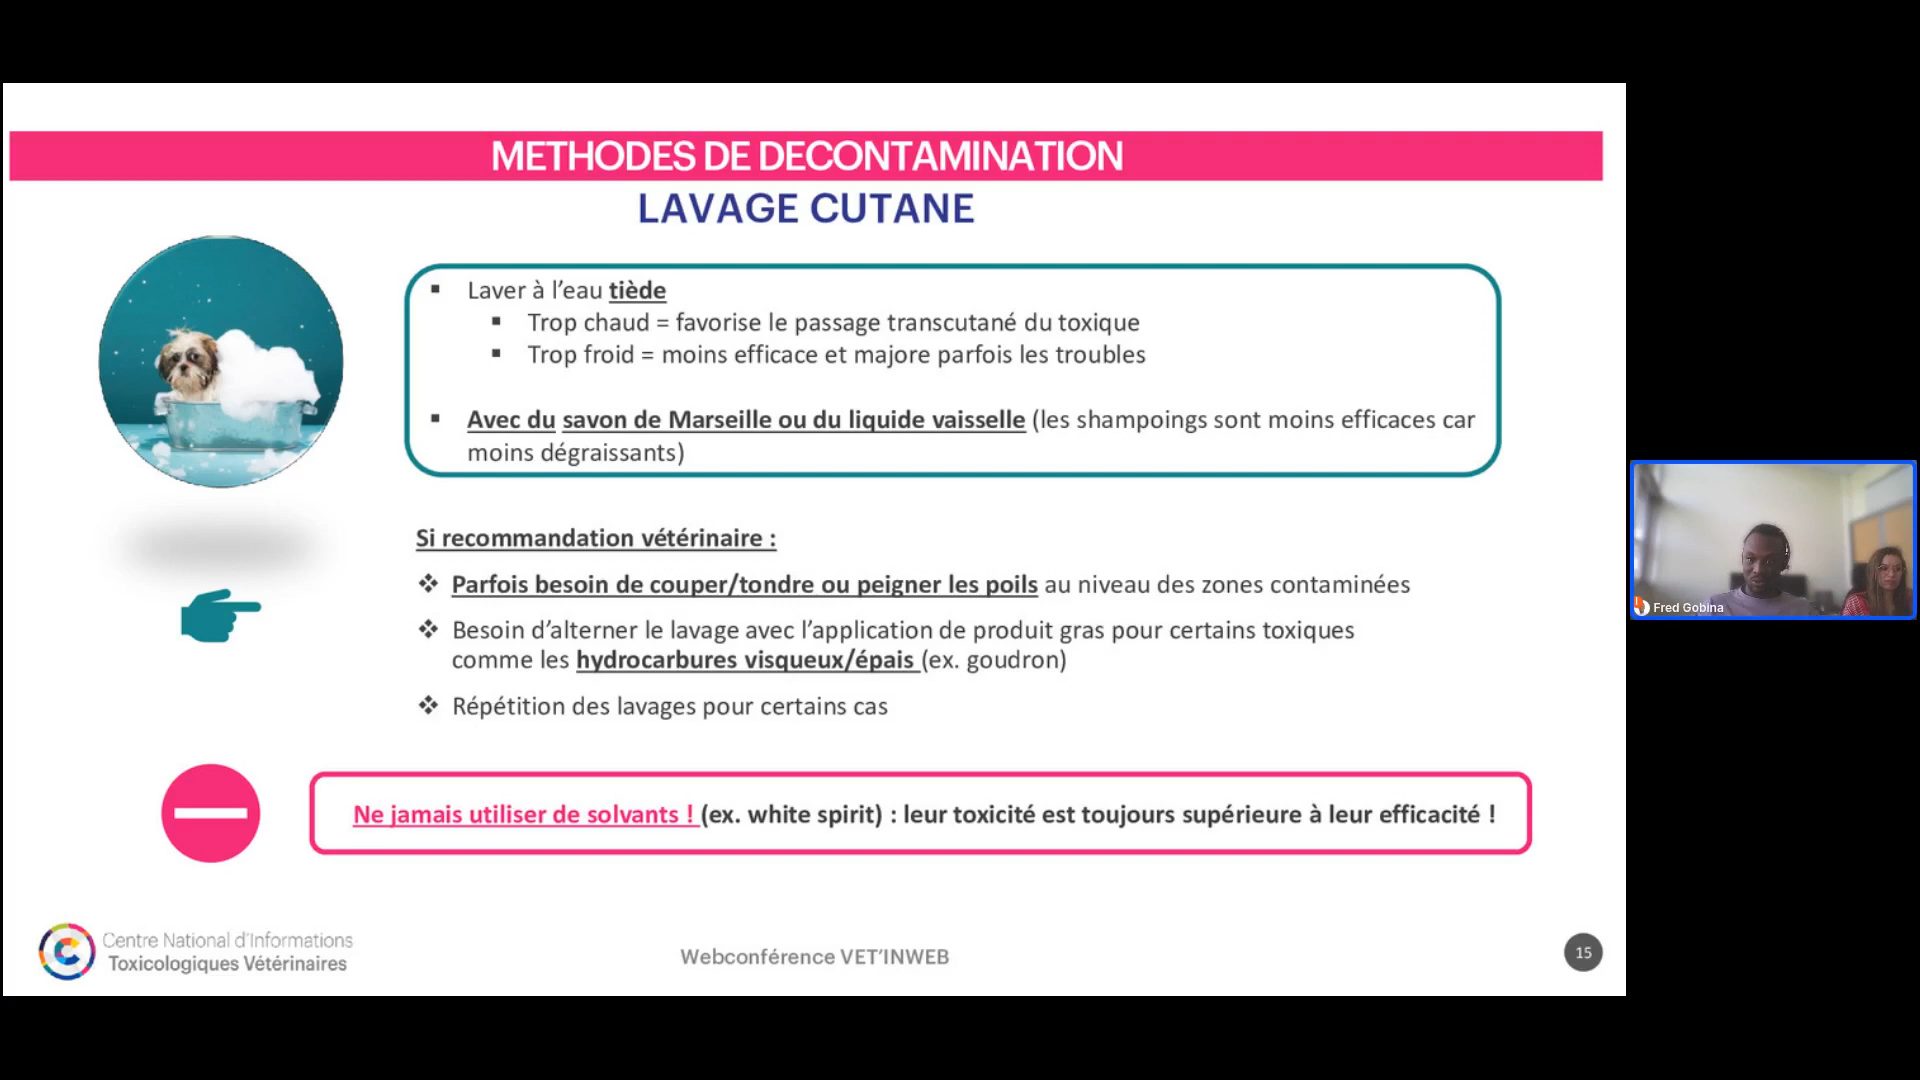 METHODES DE DECONTAMINATION
LAVAGE CUTANE
▪ Laver à l’eau tiède
▪ Trop chaud = favorise le passage transcutané du toxique
▪ Trop froid = moins efficace et majore parfois les troubles
▪ Avec du savon de Marseille ou du liquide vaisselle (les shampoings sont moins efficaces car
moins dégraissants)
Si recommandation vétérinaire :
❖ Parfois besoin de couper/tondre ou peigner les poils au niveau des zones contaminées
❖ Besoin d’alterner le lavage avec l’application de produit gras pour certains toxiques
comme les hydrocarbures visqueux/épais (ex. goudron)
❖ Répétition des lavages pour certains cas
Ne jamais utiliser de solvants ! (ex. white spirit) : leur toxicité est toujours supérieure à leur efficacité !
Centre National d’Informations
Toxicologiques Vétérinaires
Webconférence VET’INWEB
15
Fred Gobina